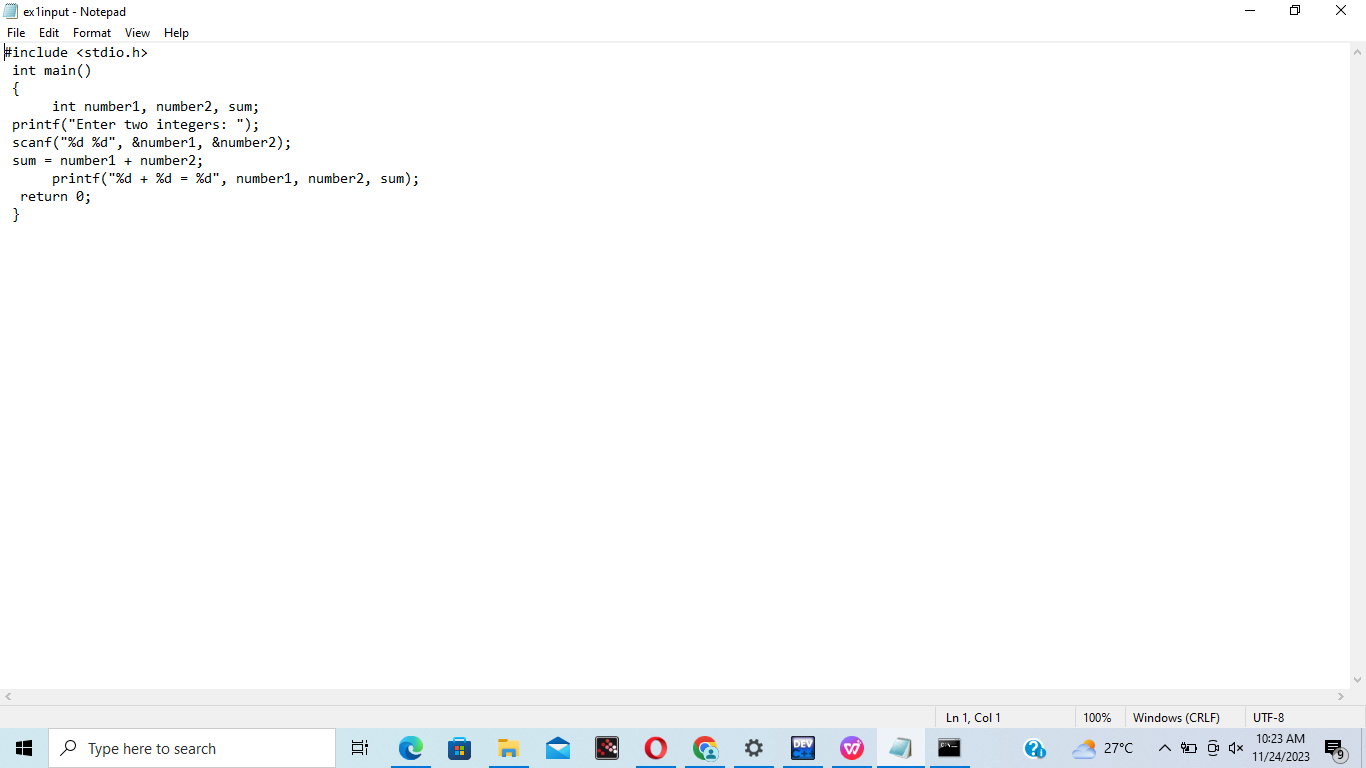 ex1input - Notepad
File Edit Format View Help
#include <stdio.h>
int main()
{
int number1, number2, sum;
printf("Enter two integers: ");
scanf("%d %d", &number1, &number2);
sum = number1 + number2;
printf("%d + %d = %d", number1, number2, sum);
return 0;
}
Ln 1, Col 1 100% Windows (CRLF) UTF-8
Type here to search
DEV
27°C
10:23 AM
11/24/2023
9